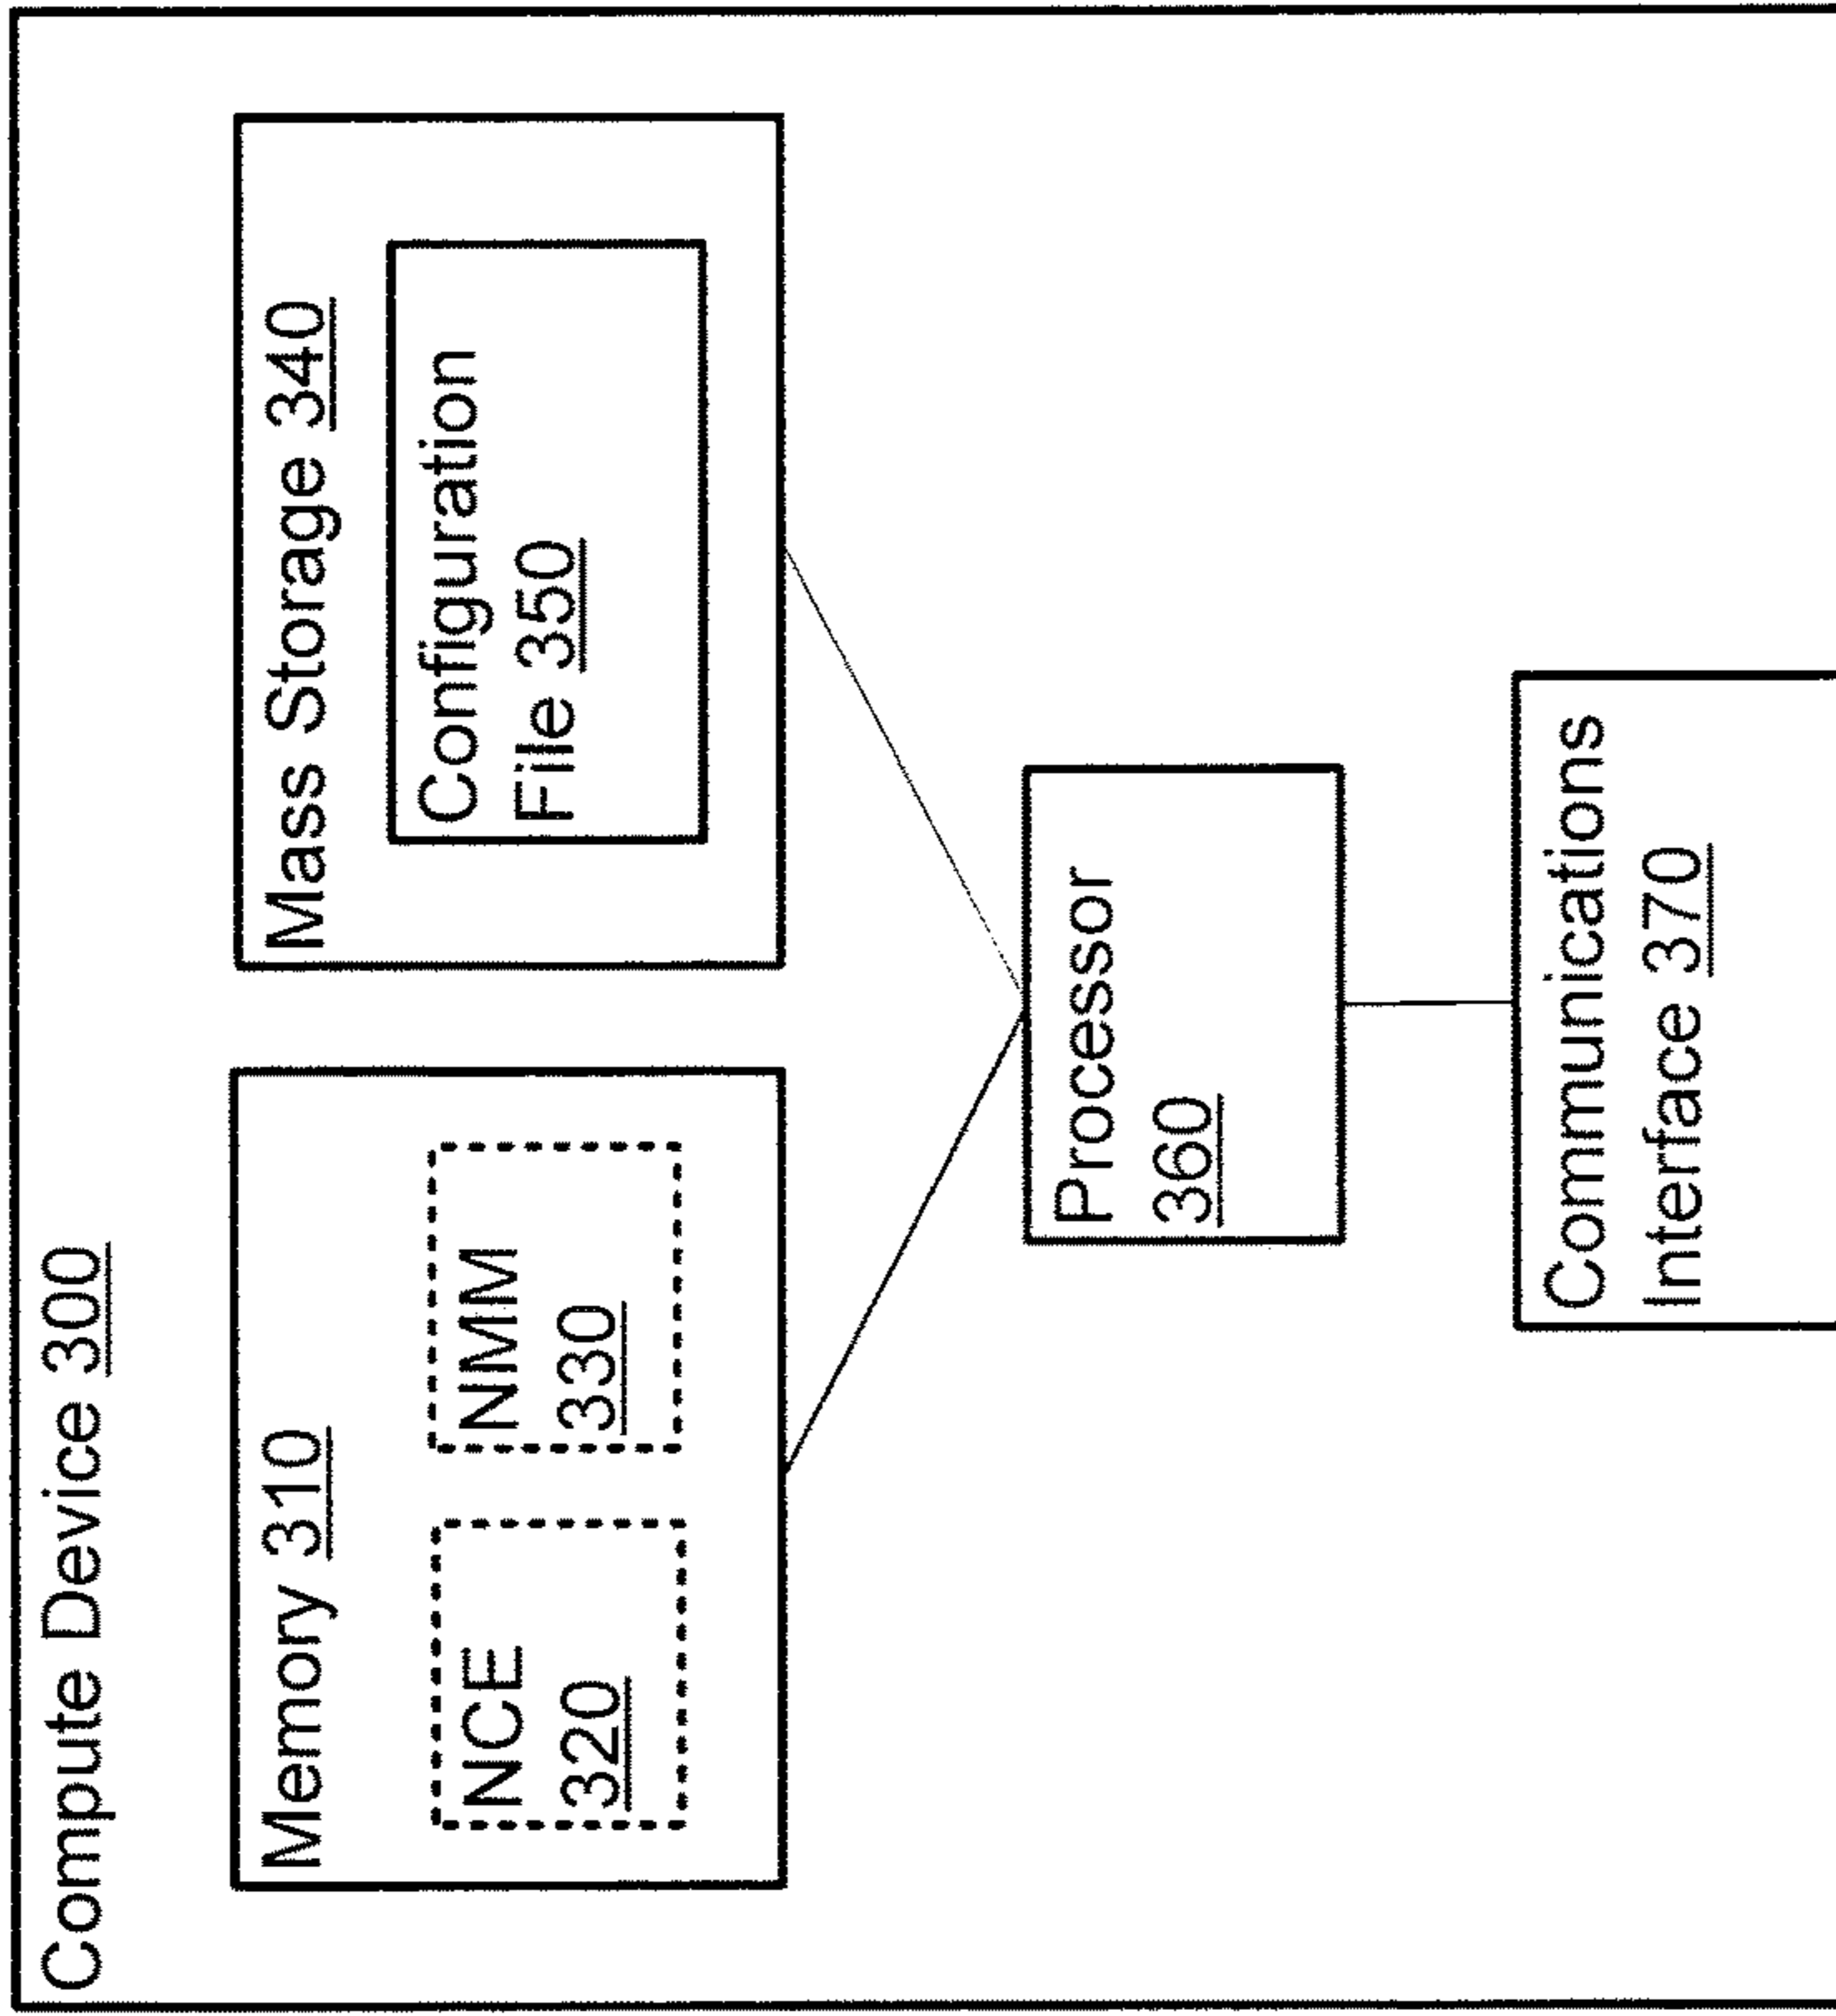 Compute Device 300
Memory 310
NCE
320
NMM
330
Mass Storage 340
Configuration
File 350
Processor
360
Communications
Interface 370